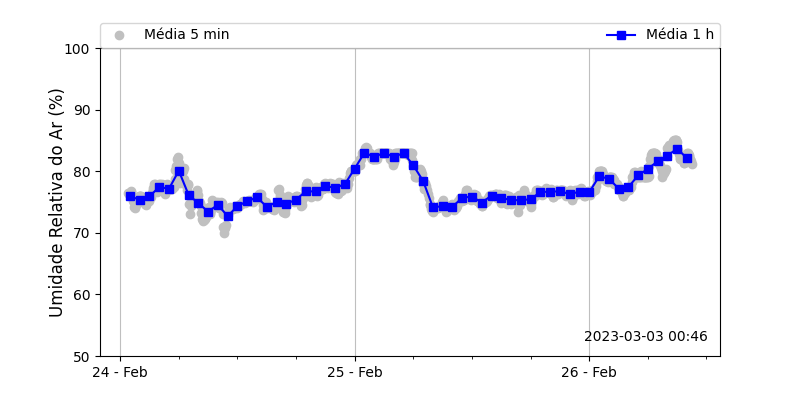 Média 5 min
Média 1 h
Umidade Relativa do Ar (%)
100
90
80
70
60
50
2023-03-03 00:46
24 - Feb
25 - Feb
26 - Feb